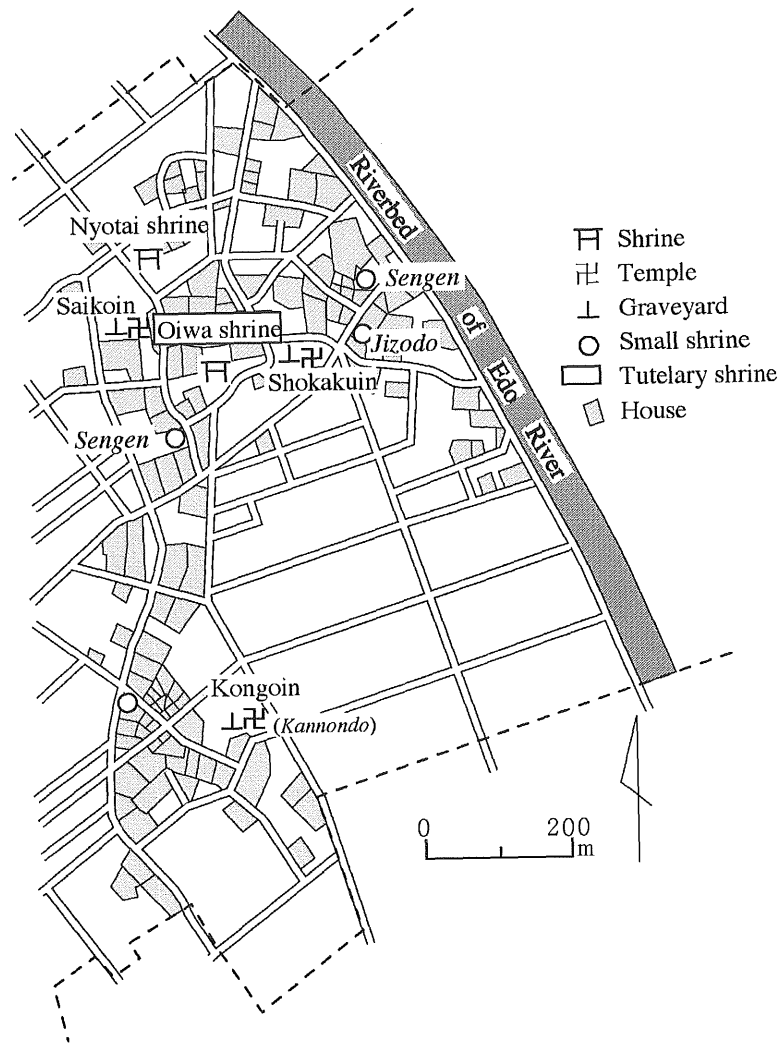 Riverbed of Edo River
Nyotai shrine
Sengen
Saikoin
Oiwa shrine
Jizodo
Shokakuin
Sengen
Kongoin
(Kannondo)
Shrine
Temple
Graveyard
Small shrine
Tutelary shrine
House
0 200
m